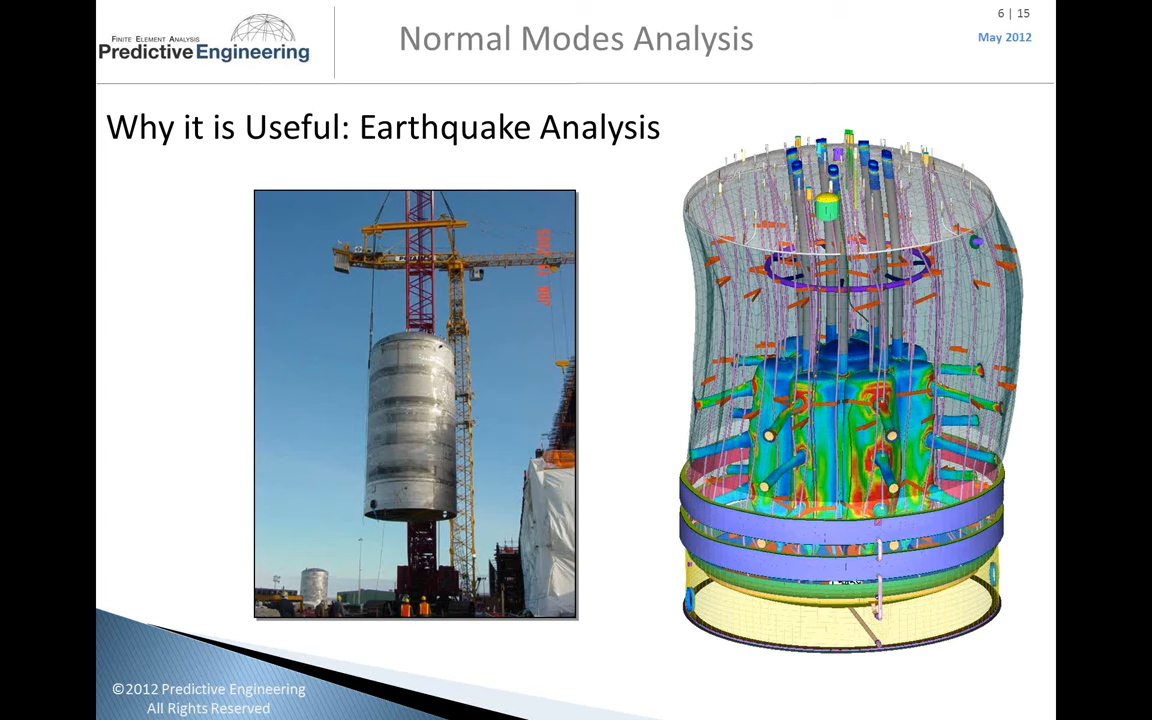 FINITE ELEMENT ANALYSIS
Predictive Engineering
Normal Modes Analysis
6 | 15
May 2012
Why it is Useful: Earthquake Analysis
©2012 Predictive Engineering
All Rights Reserved